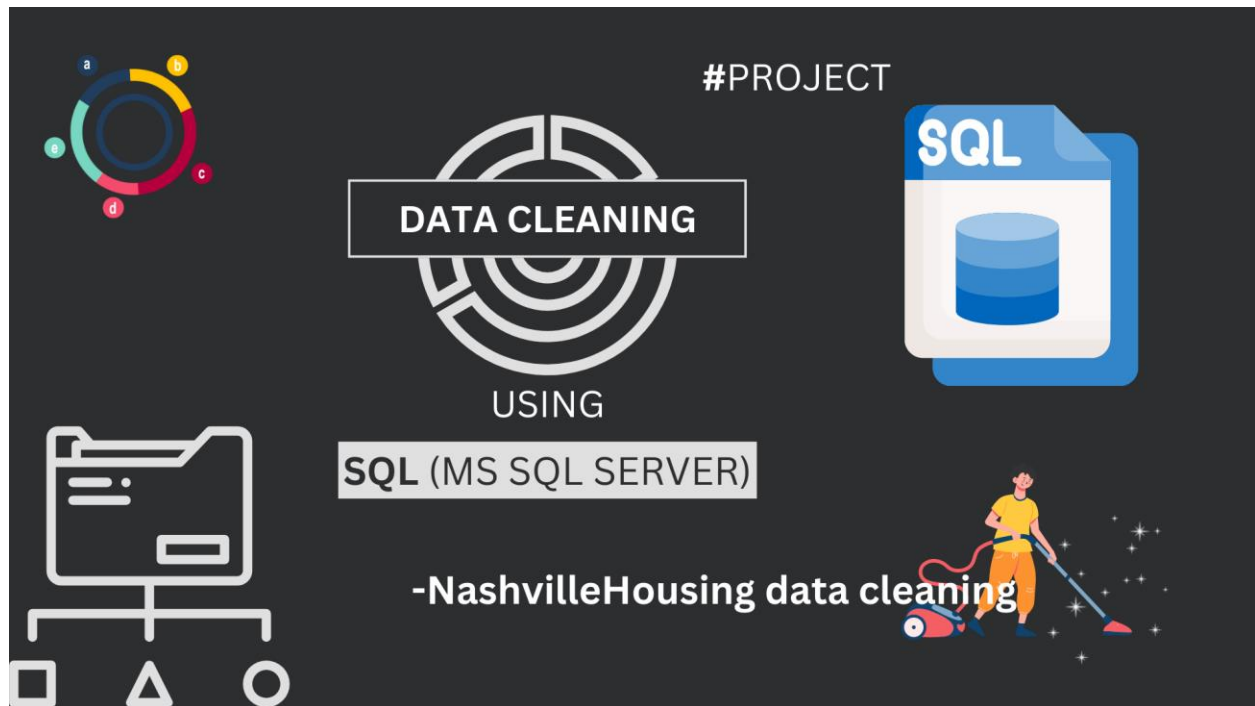 #PROJECT
a
b
e
c
d
SQL
DATA CLEANING
USING
SQL (MS SQL SERVER)
-NashvilleHousing data cleaning